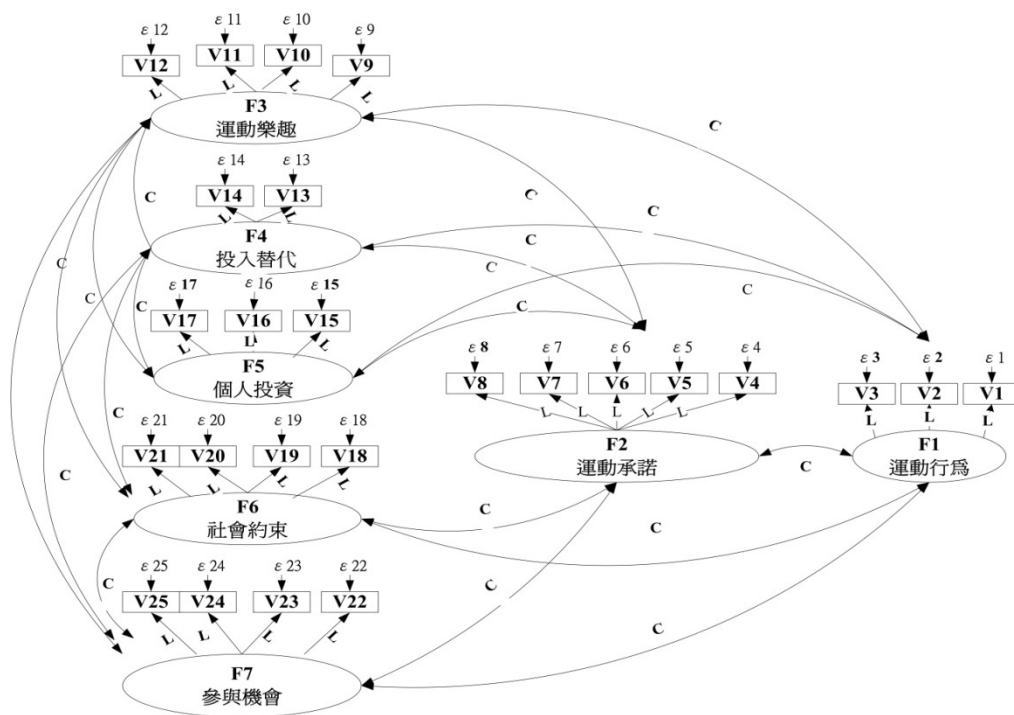 ε 12 ε 11 ε 10 ε 9
V12 V11 V10 V9
L L L L
F3
運動樂趣
C
C
ε 14 ε 13
V14 V13
L L
C
C
F4
投入替代
C
C
C
C
C
C
C
ε 17 ε 16 ε 15
V17 V16 V15
L L L
F5
個人投資
ε 8 ε 7 ε 6 ε 5 ε 4
V8 V7 V6 V5 V4
L L L L L
F2
運動承諾
ε 3 ε 2 ε 1
V3 V2 V1
L L L
F1
運動行爲
C
C
C
ε 21 ε 20 ε 19 ε 18
V21 V20 V19 V18
L L L L
F6
社會約束
C
C
C
ε 25 ε 24 ε 23 ε 22
V25 V24 V23 V22
L L L L
C
C
F7
參與機會